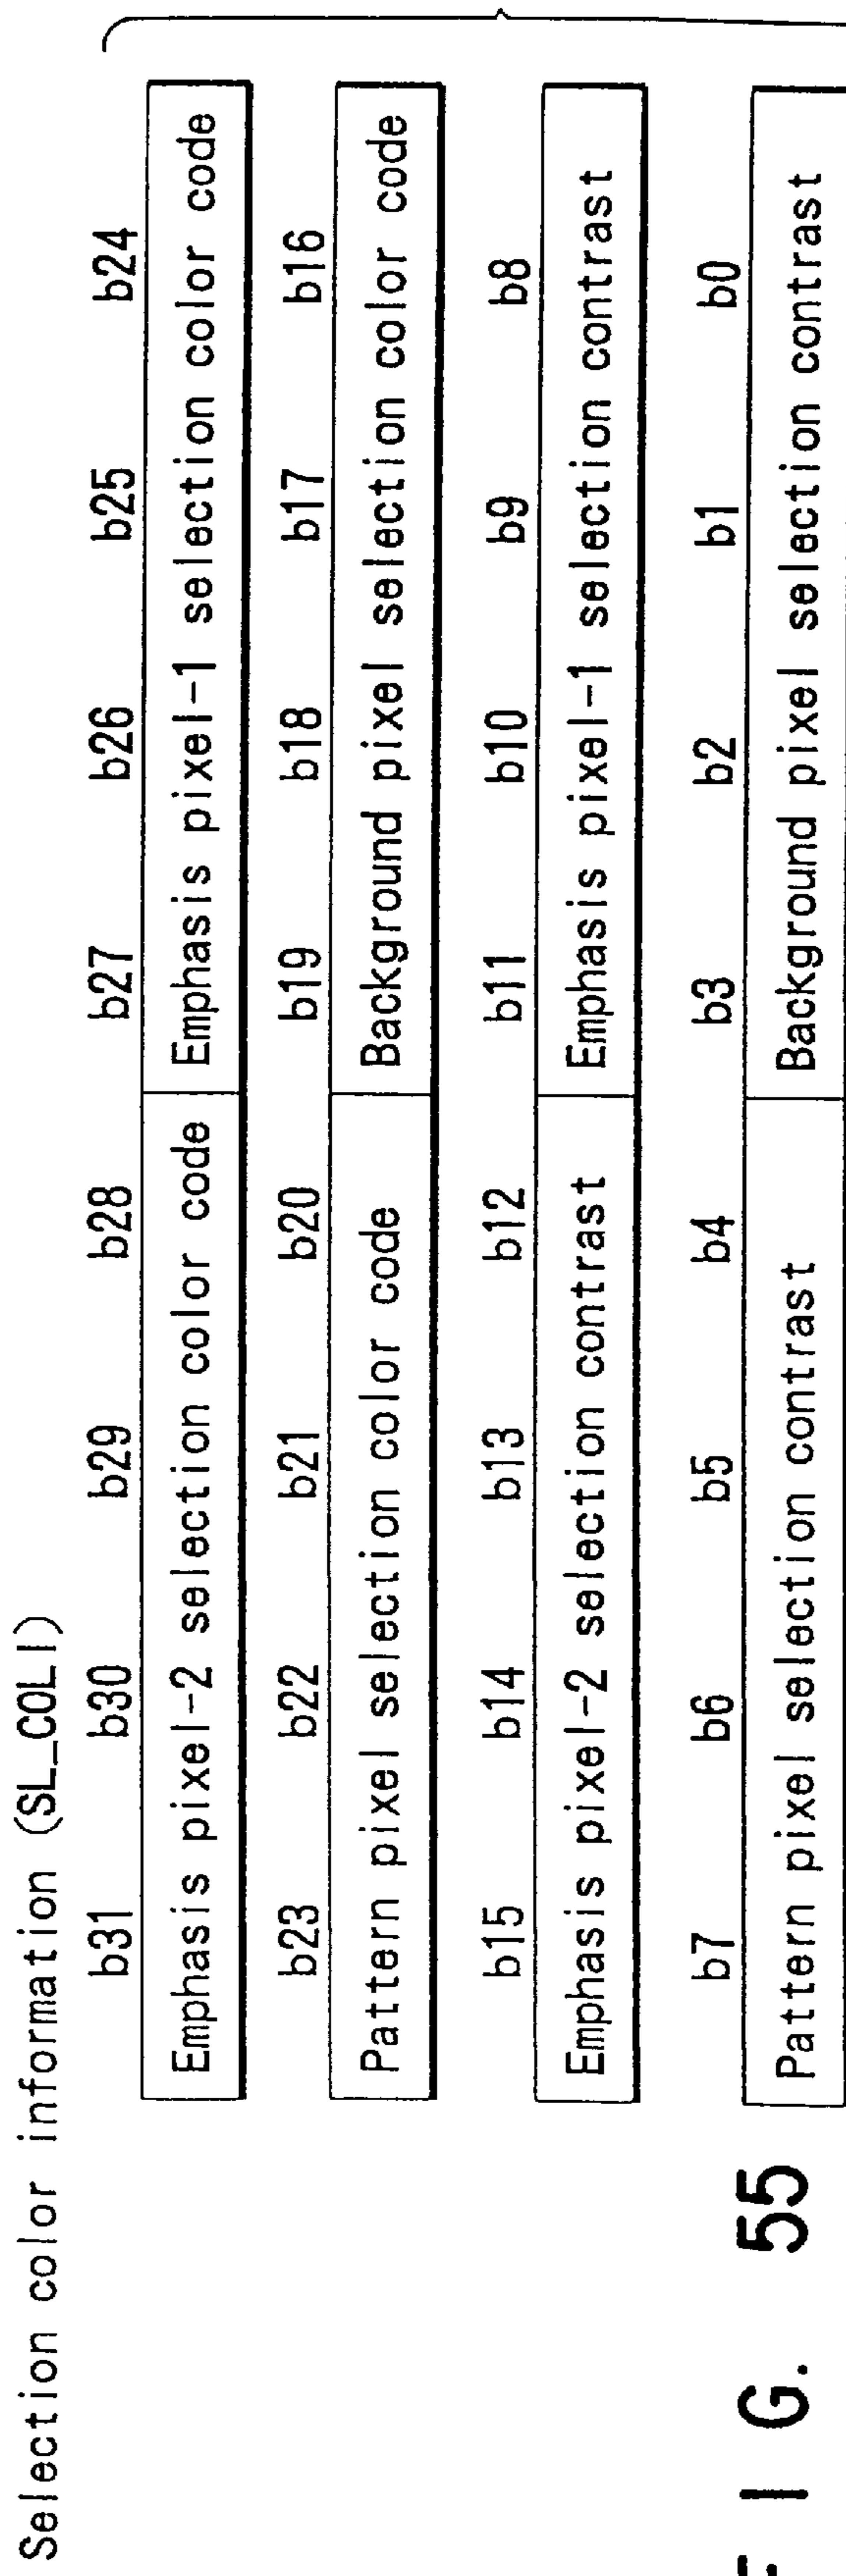 Selection color information (SL_COLI)
b31 b30 b29 b28 b27 b26 b25 b24
Emphasis pixel-2 selection color code Emphasis pixel-1 selection color code
b23 b22 b21 b20 b19 b18 b17 b16
Pattern pixel selection color code Background pixel selection color code
b15 b14 b13 b12 b11 b10 b9 b8
Emphasis pixel-2 selection contrast Emphasis pixel-1 selection contrast
b7 b6 b5 b4 b3 b2 b1 b0
Pattern pixel selection contrast Background pixel selection contrast
FIG. 55